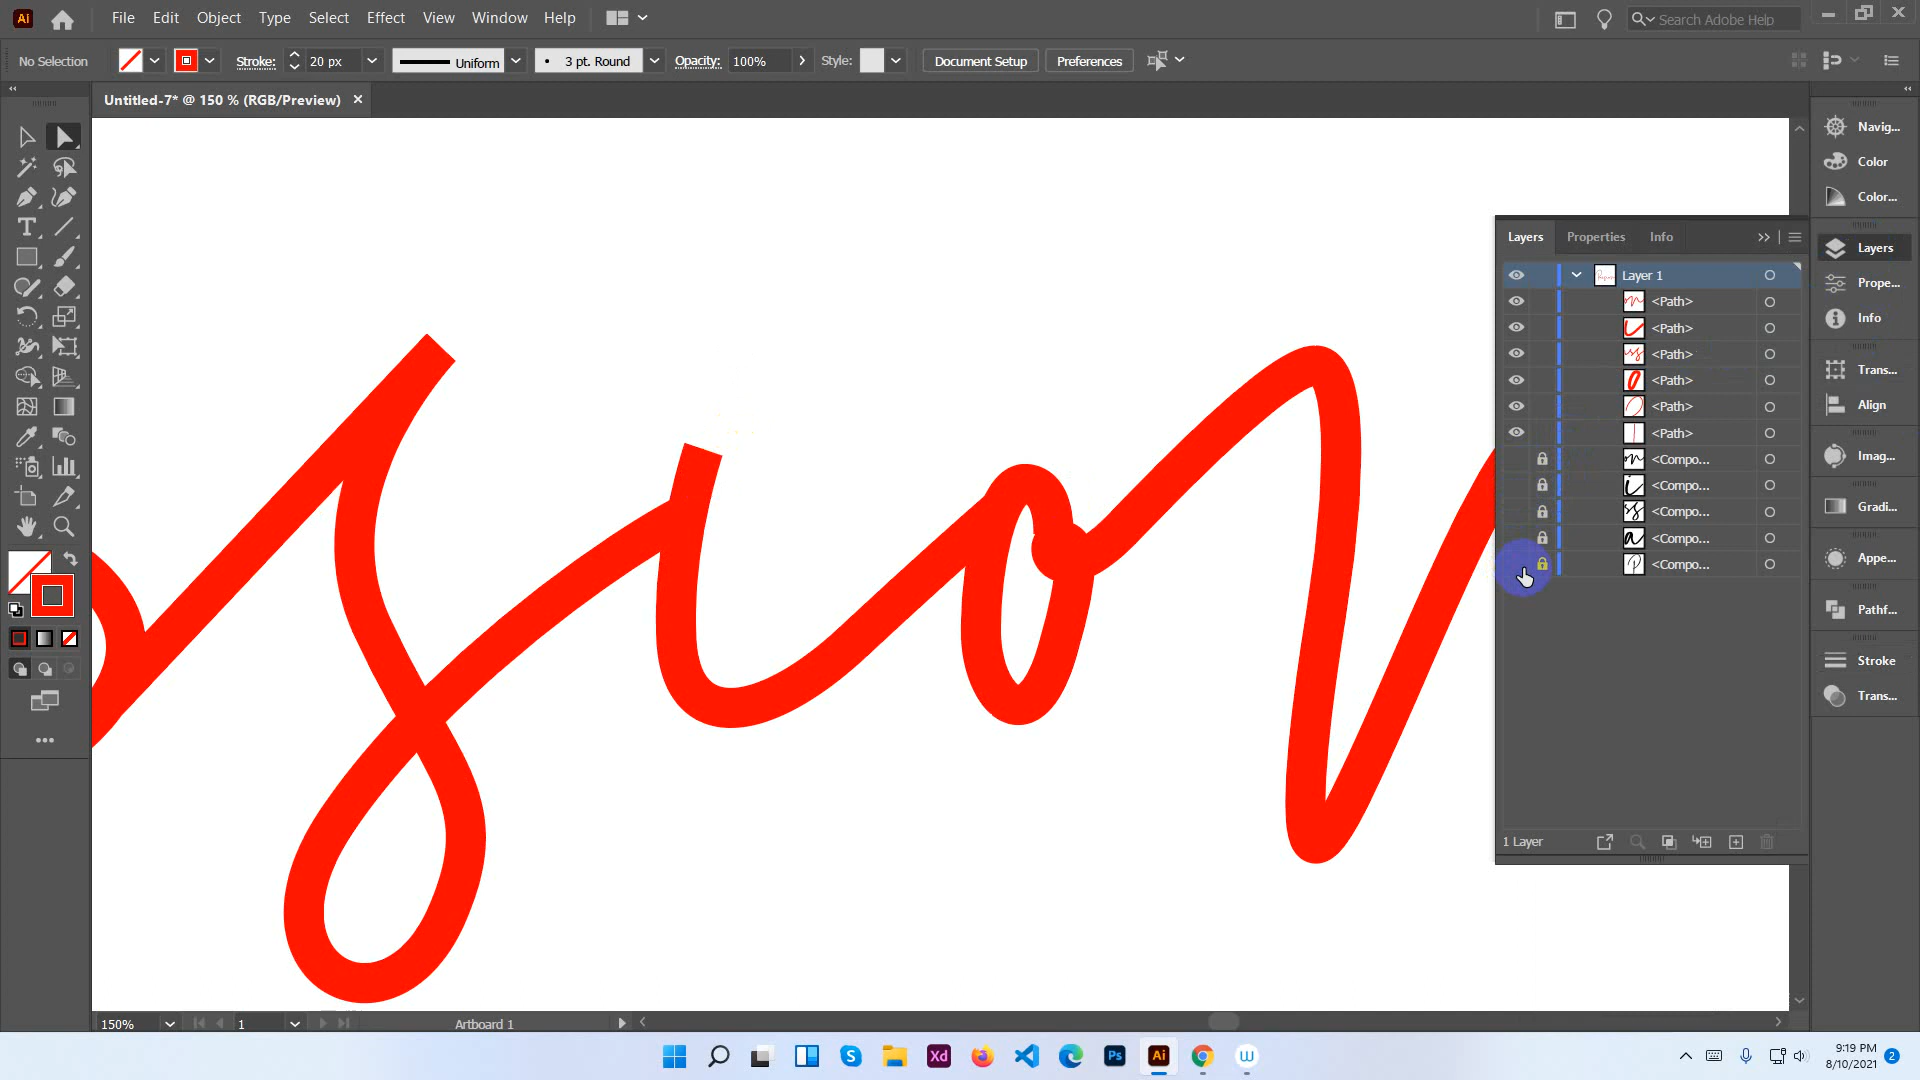 Ai File Edit Object Type Select Effect View Window Help Search Adobe Help
No Selection Stroke: 20 px Uniform 3 pt. Round Opacity: 100% Style: Document Setup Preferences
Untitled-7* @ 150 % (RGB/Preview)
Layers Properties Info
Layer 1
<Path>
<Path>
<Path>
<Path>
<Path>
<Path>
<Compo...
<Compo...
<Compo...
<Compo...
<Compo...
1 Layer
Navig...
Color
Color...
Layers
Prope...
Info
Trans...
Align
Imag...
Gradi...
Appe...
Pathf...
Stroke
Trans...
sion
150% 1 Artboard 1
S Xd Ps Ai W
9:19 PM
8/10/2021
2